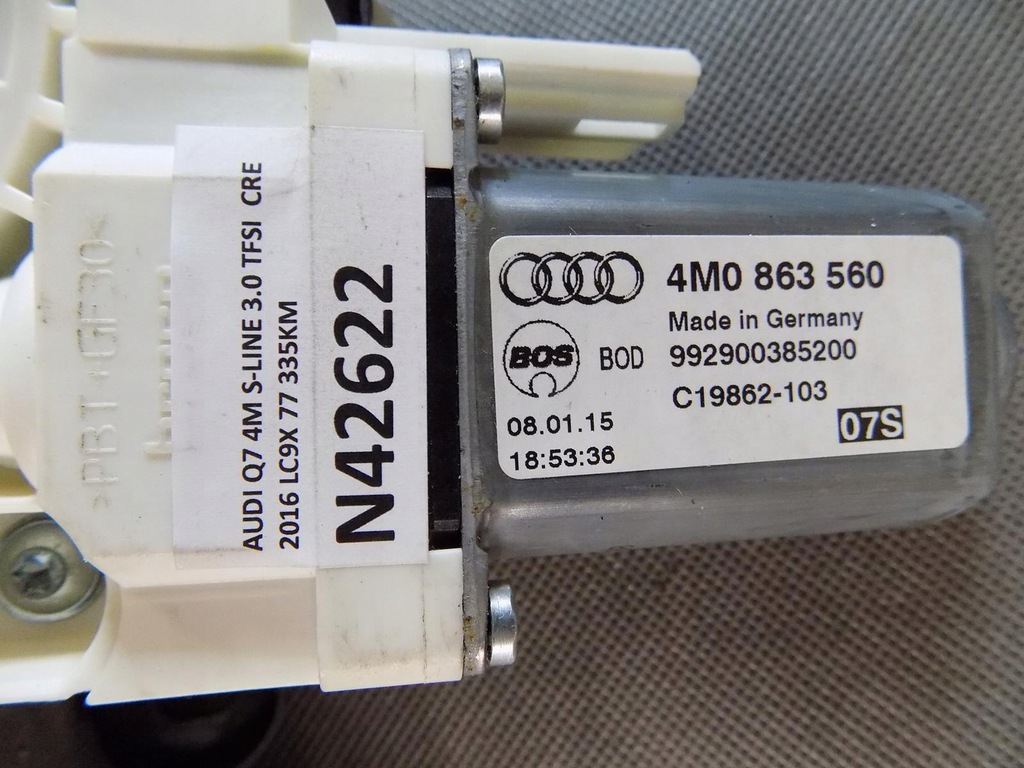 >PBT+GF30<
AUDI Q7 4M S-LINE 3.0 TFSI CRE
2016 LC9X 77 335KM
N42622
4M0 863 560
Made in Germany
BOS BOD 992900385200
C19862-103
08.01.15
07S
18:53:36